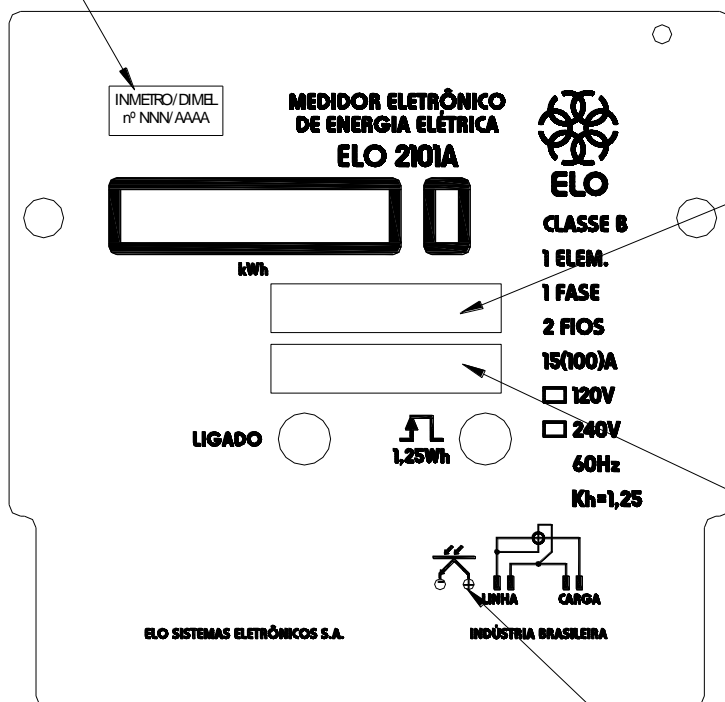 INMETRO/DIMEL
nº NNN/AAAA
MEDIDOR ELETRÔNICO
DE ENERGIA ELÉTRICA
ELO 2101A
ELO
kWh
CLASSE B
1 ELEM.
1 FASE
2 FIOS
15(100)A
120V
240V
60Hz
Kh=1,25
LIGADO
1,25Wh
LINHA
CARGA
ELO SISTEMAS ELETRÔNICOS S.A.
INDÚSTRIA BRASILEIRA